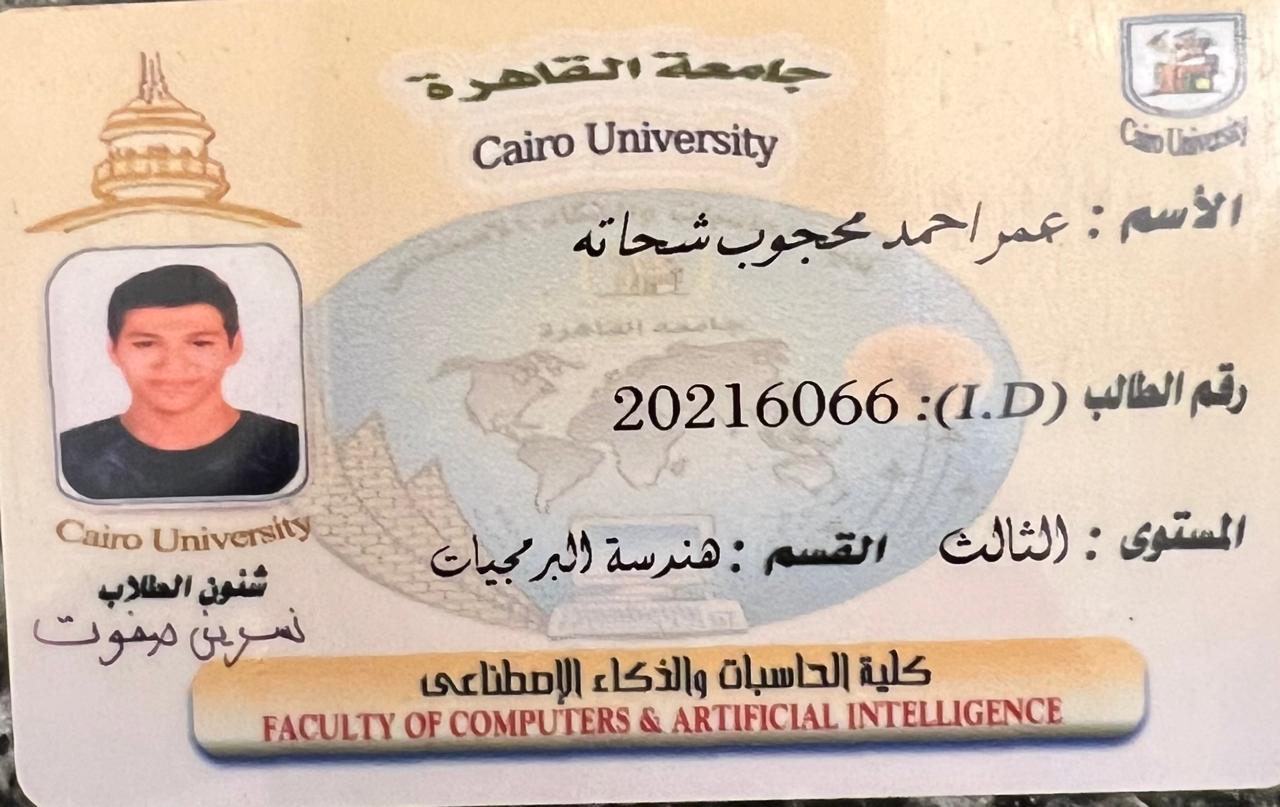 جامعة القاهرة
Cairo University
Cairo University
الأسم : عمر احمد محجوب شحاته
جامعة القاهرة
رقم الطالب (I.D): 20216066
المستوى : الثالث القسم : هندسة البرمجيات
Cairo University
شئون الطلاب
نسرين صفوت
كلية الحاسبات والذكاء الإصطناعى
FACULTY OF COMPUTERS & ARTIFICIAL INTELLIGENCE